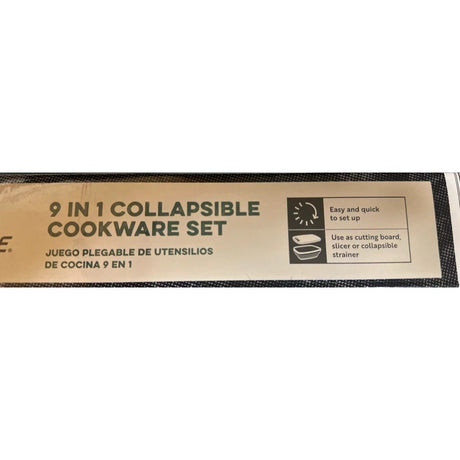 9 IN 1 COLLAPSIBLE
COOKWARE SET
JUEGO PLEGABLE DE UTENSILIOS
DE COCINA 9 EN 1
Easy and quick
to set up
Use as cutting board,
slicer or collapsible
strainer